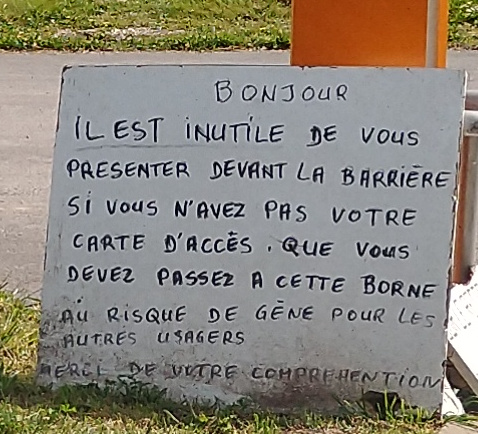 BONJOUR
IL EST INUTILE DE VOUS
PRESENTER DEVANT LA BARRIÈRE
SI VOUS N'AVEZ PAS VOTRE
CARTE D'ACCÈS. QUE VOUS
DEVEZ PASSEZ A CETTE BORNE
AU RISQUE DE GÈNE POUR LES
AUTRES USAGERS
MERCI DE VOTRE COMPREHENTION